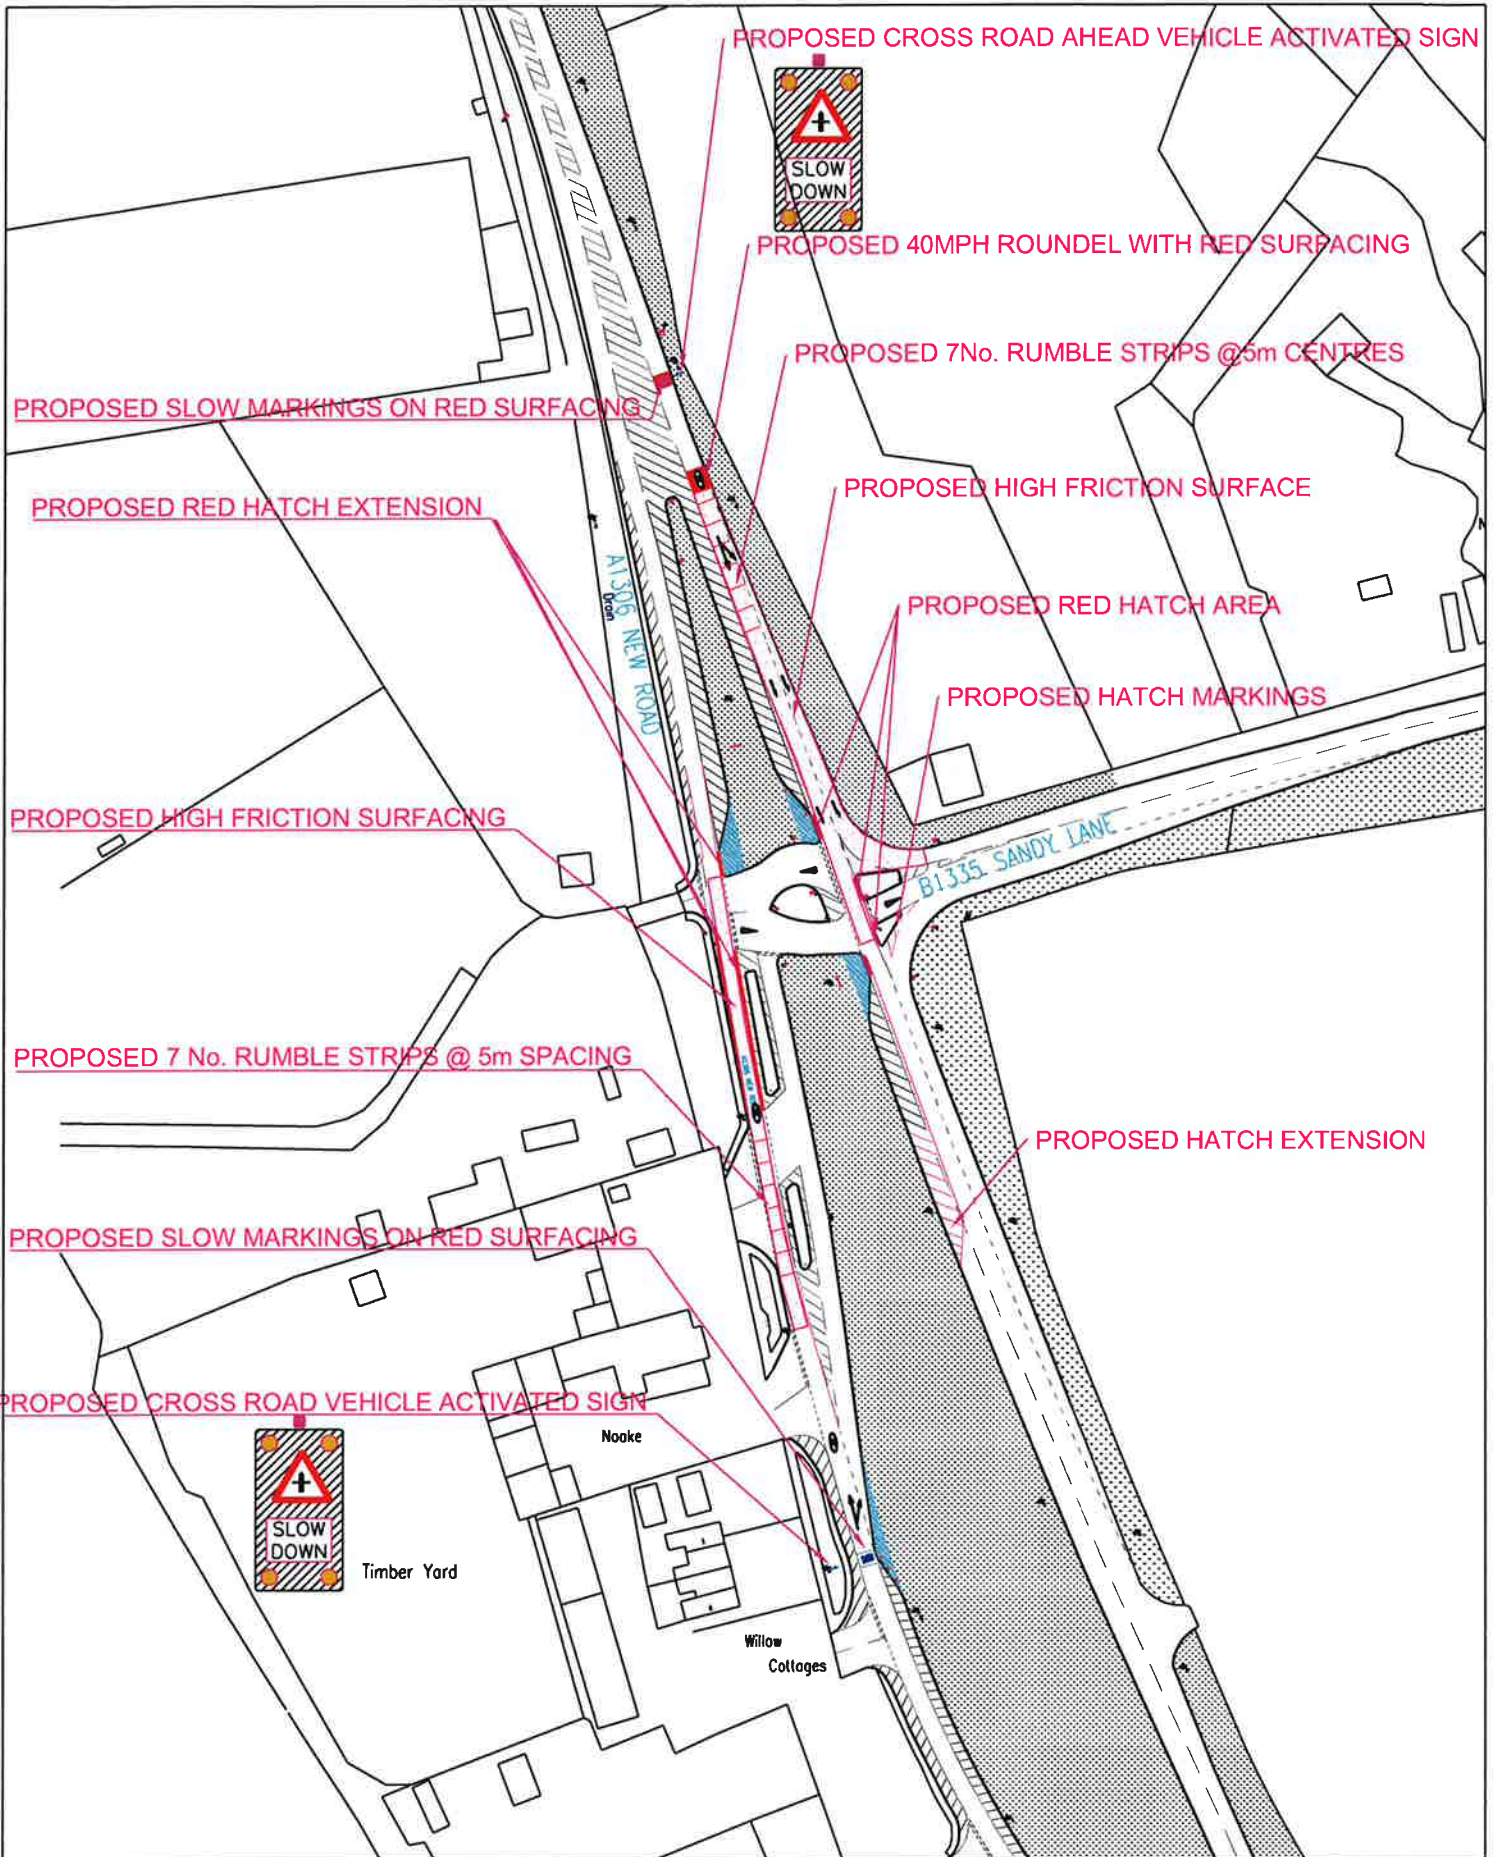 PROPOSED CROSS ROAD AHEAD VEHICLE ACTIVATED SIGN
SLOW
DOWN
PROPOSED 40MPH ROUNDEL WITH RED SURFACING
PROPOSED 7No. RUMBLE STRIPS @5m CENTRES
PROPOSED SLOW MARKINGS ON RED SURFACING
PROPOSED HIGH FRICTION SURFACE
PROPOSED RED HATCH EXTENSION
A1306 NEW ROAD
Drain
PROPOSED RED HATCH AREA
PROPOSED HATCH MARKINGS
PROPOSED HIGH FRICTION SURFACING
B1335 SANDY LANE
PROPOSED 7 No. RUMBLE STRIPS @ 5m SPACING
PROPOSED HATCH EXTENSION
PROPOSED SLOW MARKINGS ON RED SURFACING
PROPOSED CROSS ROAD VEHICLE ACTIVATED SIGN
Nooke
SLOW
DOWN
Timber Yard
Willow
Cottages